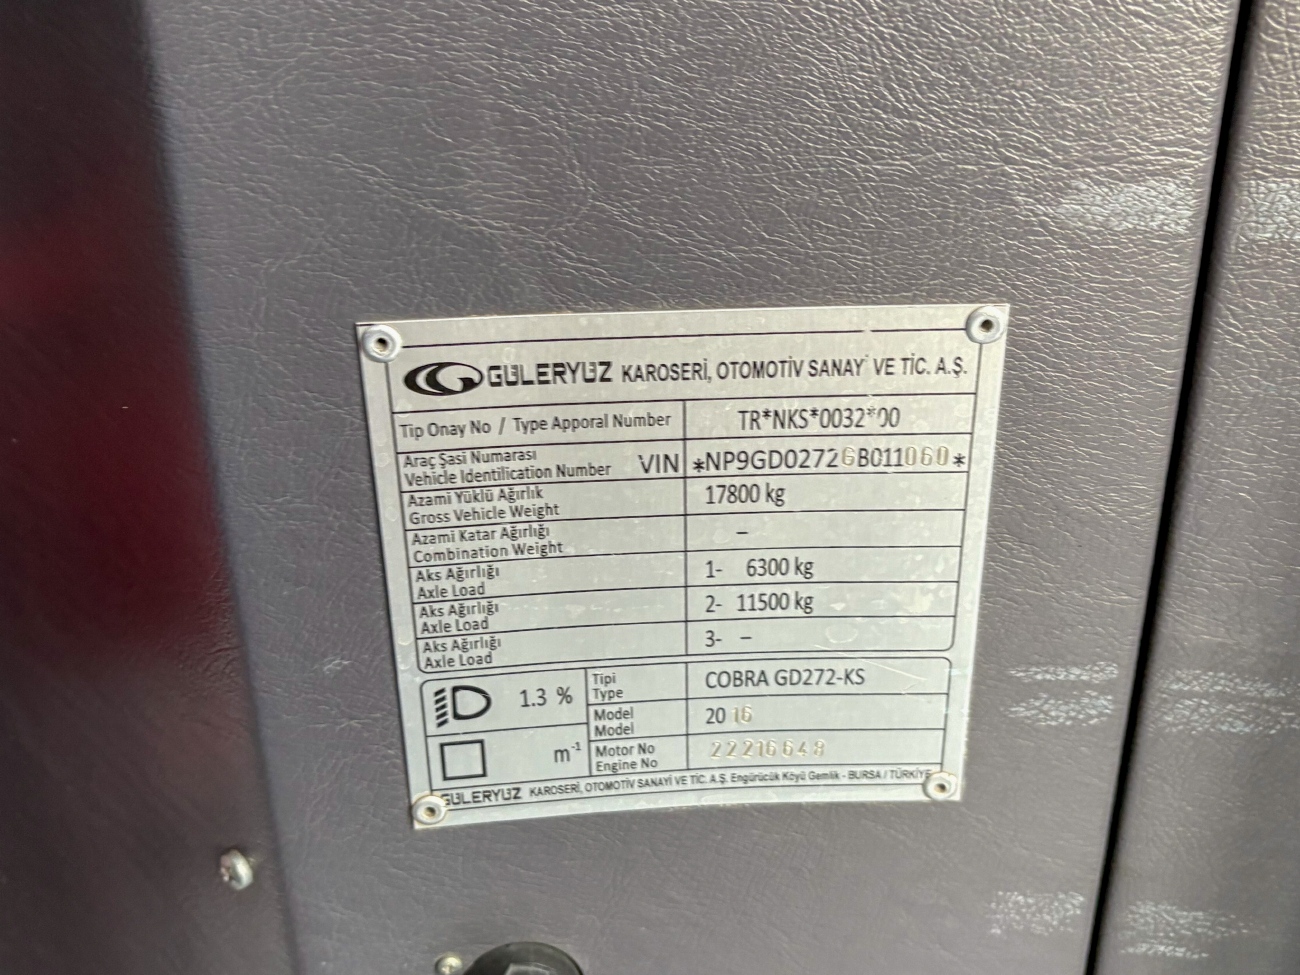 GÜLERYÜZ KAROSERİ, OTOMOTİV SANAYİ VE TİC. A.Ş.
Tip Onay No / Type Apporal Number TR*NKS*0032*00
Araç Şasi Numarası
Vehicle Identilication Number VIN *NP9GD0272GB011060*
Azami Yüklü Ağırlık
Gross Vehicle Weight 17800 kg
Azami Katar Ağırlığı
Combination Weight –
Aks Ağırlığı
Axle Load 1- 6300 kg
Aks Ağırlığı
Axle Load 2- 11500 kg
Aks Ağırlığı
Axle Load 3- –
1.3 %
Tipi
Type COBRA GD272-KS
Model
Model 2016
m⁻¹
Motor No
Engine No 22216648
GÜLERYÜZ KAROSERİ, OTOMOTİV SANAYİ VE TİC. A.Ş. Engürücük Köyü Gemlik - BURSA / TÜRKİYE